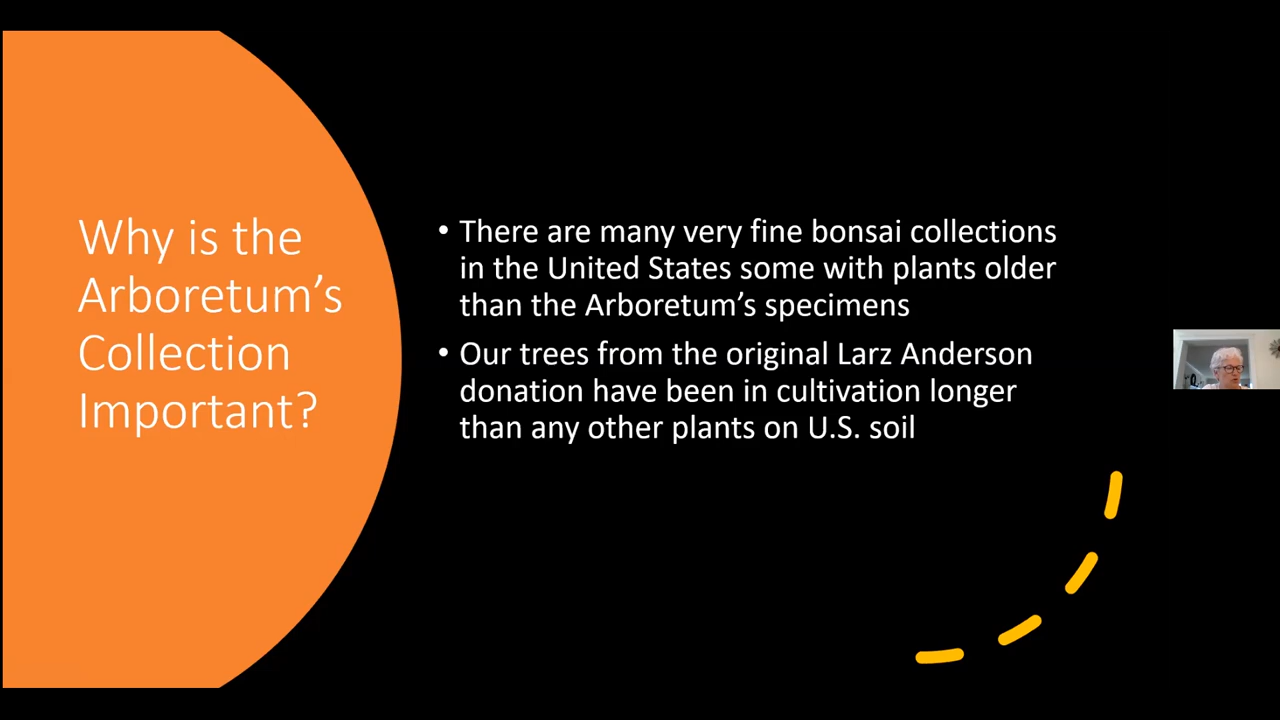 Why is the
Arboretum’s
Collection
Important?
• There are many very fine bonsai collections
in the United States some with plants older
than the Arboretum’s specimens
• Our trees from the original Larz Anderson
donation have been in cultivation longer
than any other plants on U.S. soil